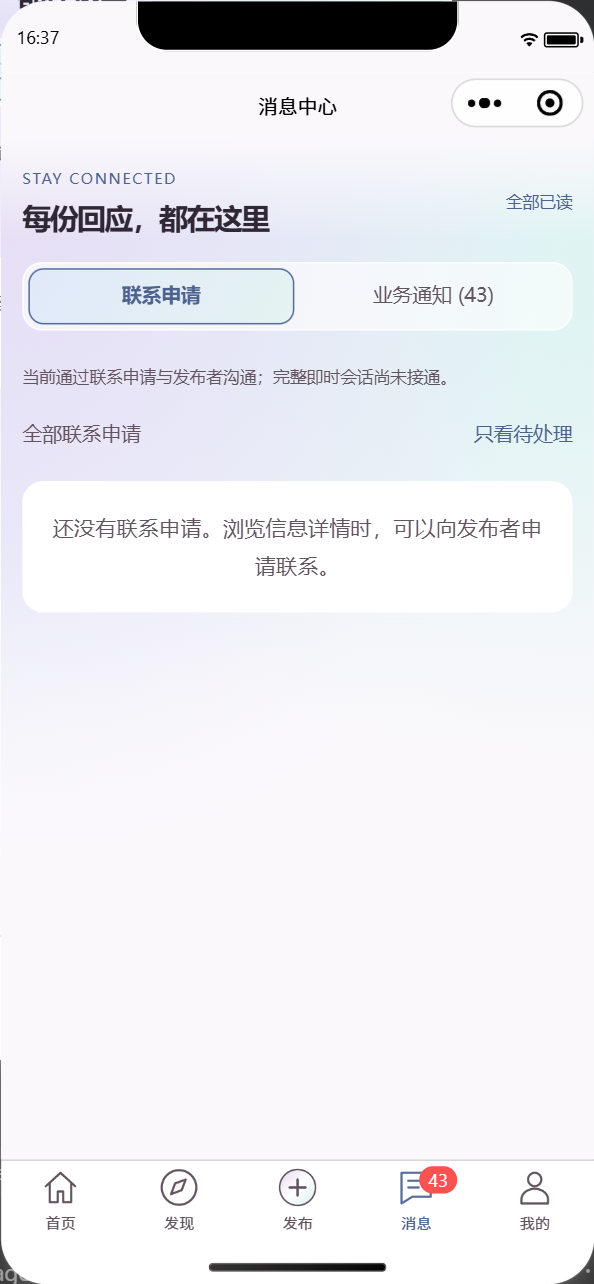 16:37
消息中心
STAY CONNECTED
每份回应，都在这里
全部已读
联系申请
业务通知 (43)
当前通过联系申请与发布者沟通；完整即时会话尚未接通。
全部联系申请
只看待处理
还没有联系申请。浏览信息详情时，可以向发布者申
请联系。
43
首页
发现
发布
消息
我的